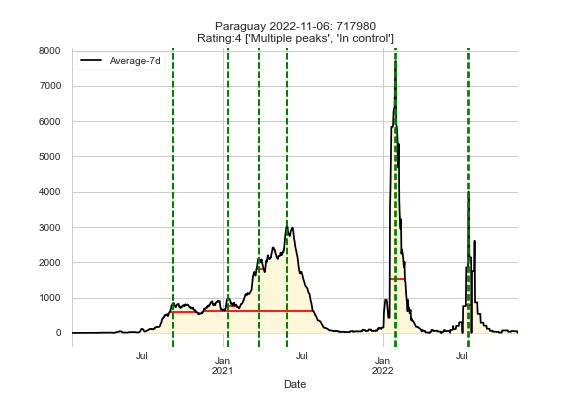 Paraguay 2022-11-06: 717980
Rating:4 ['Multiple peaks', 'In control']
8000
Average-7d
7000
6000
5000
4000
3000
2000
1000
0
Jul
Jan
2021
Jul
Jan
2022
Jul
Date